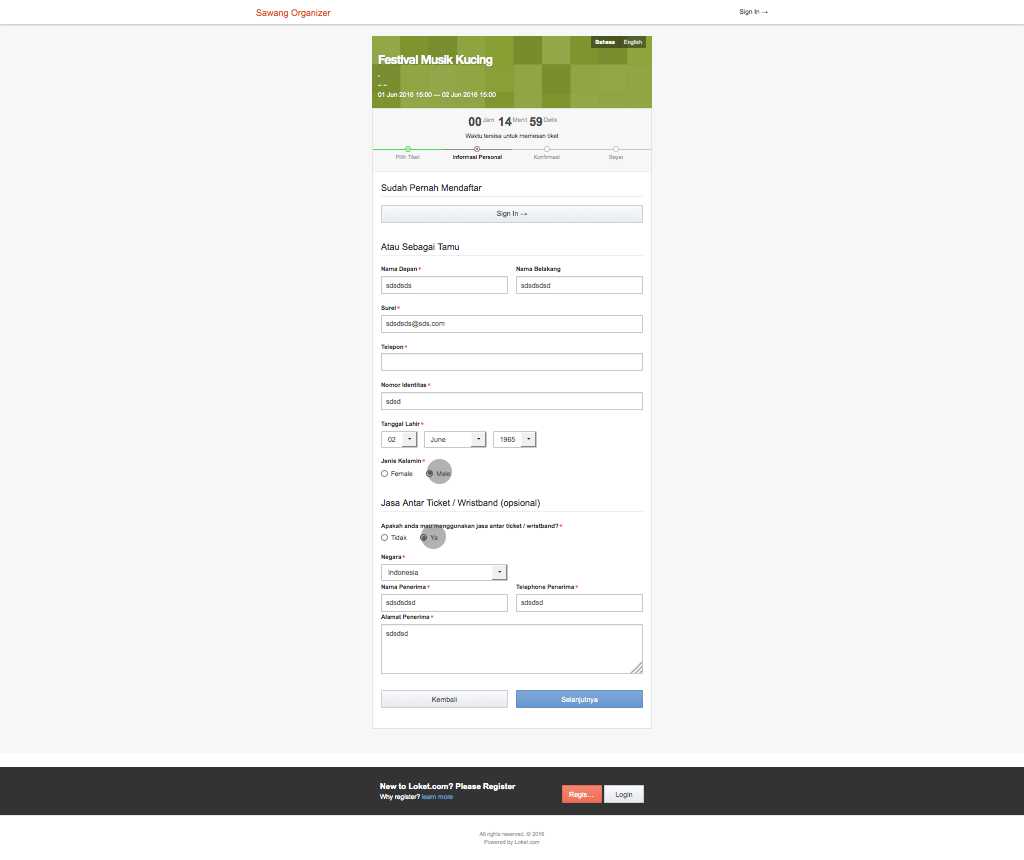 Sawang Organizer
Sign In →
Bahasa English
Festival Musik Kucing
-
– –
01 Jun 2016 15:00 — 02 Jun 2016 15:00
00 Jam 14 Menit 59 Detik
Waktu tersisa untuk memesan tiket
Pilih Tiket Informasi Personal Konfirmasi Bayar
Sudah Pernah Mendaftar
Sign In →
Atau Sebagai Tamu
Nama Depan* Nama Belakang
sdsdsds sdsdsdsd
Surel*
sdsdsds@sds.com
Telepon*
Nomor Identitas*
sdsd
Tanggal Lahir*
02 June 1965
Jenis Kelamin*
Female Male
Jasa Antar Ticket / Wristband (opsional)
Apakah anda mau menggunakan jasa antar ticket / wristband?*
Tidak Ya
Negara*
Indonesia
Nama Penerima* Telephone Penerima*
sdsdsdsd sdsdsd
Alamat Penerima*
sdsdsd
Kembali Selanjutnya
New to Loket.com? Please Register
Why register? learn more
Regis... Login
All rights reserved. © 2016
Powered by Loket.com